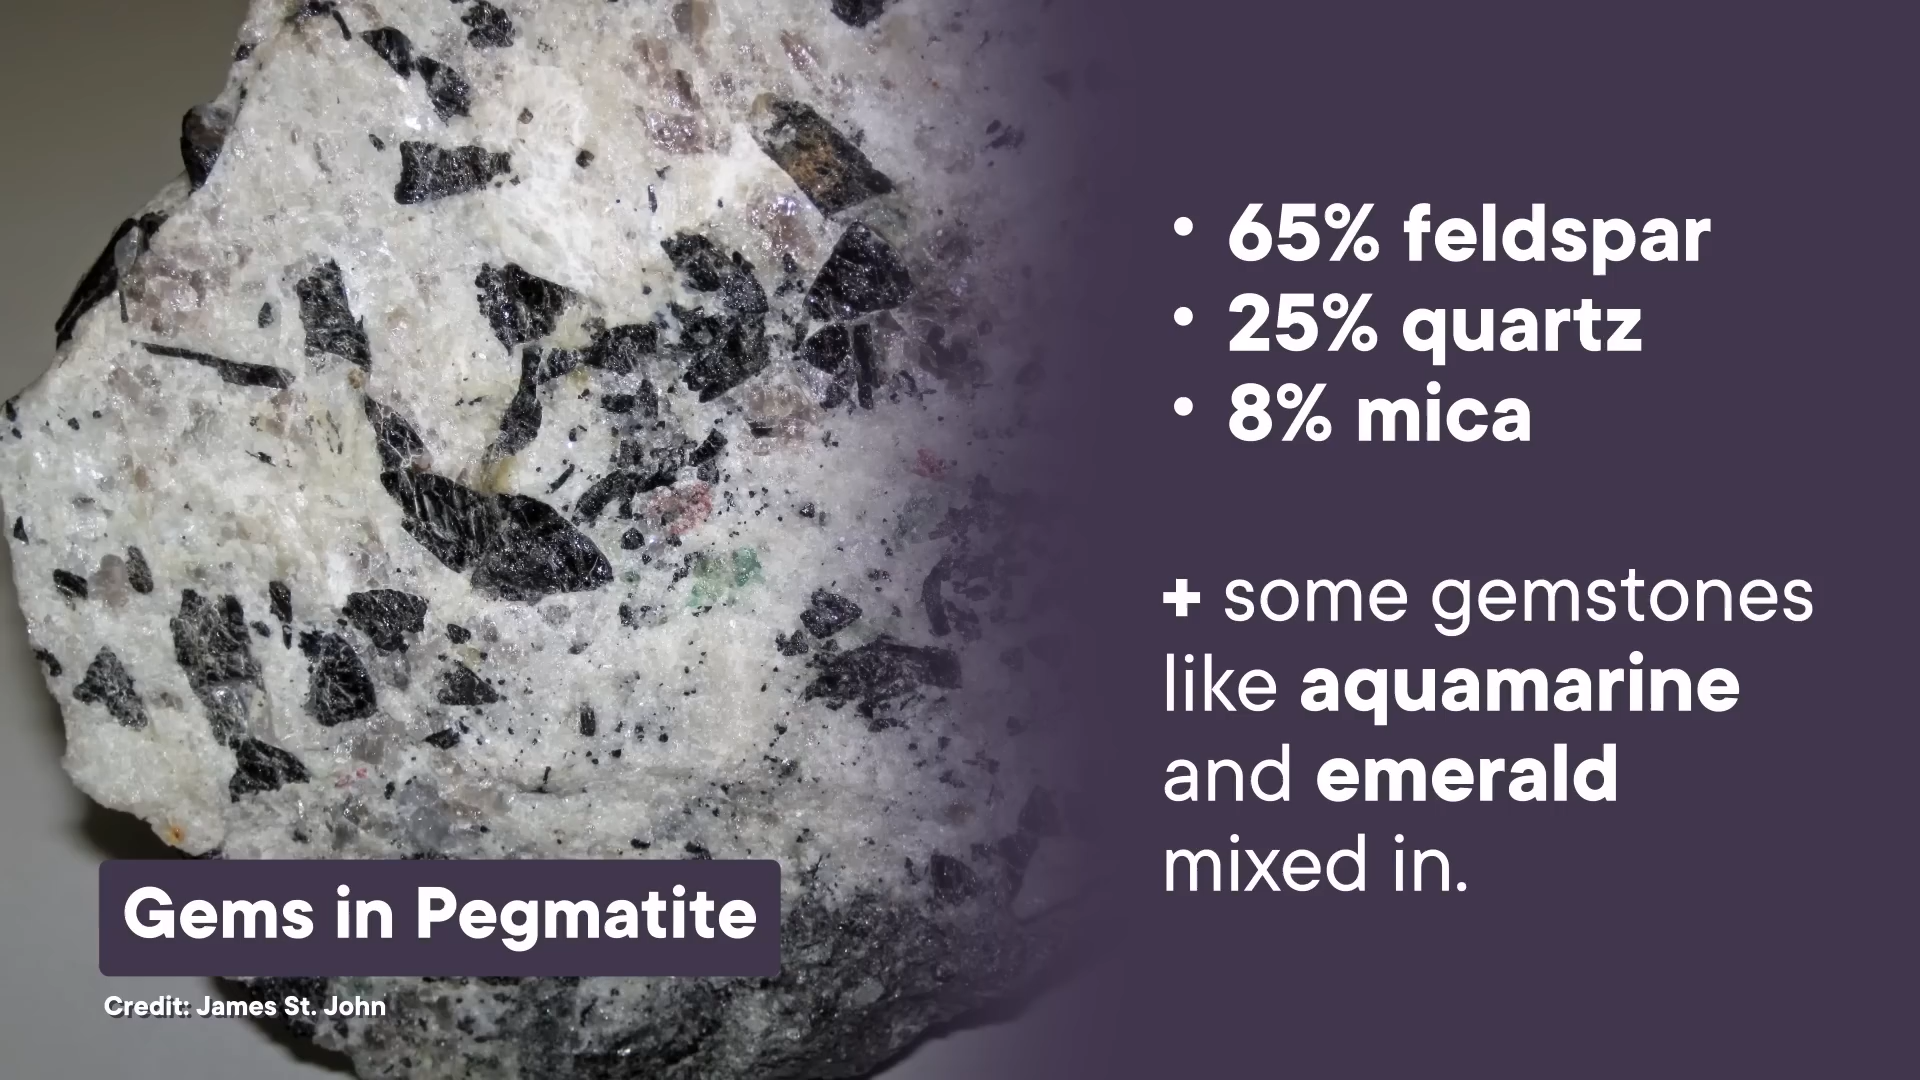 • 65% feldspar
• 25% quartz
• 8% mica
+ some gemstones
like aquamarine
and emerald
mixed in.
Gems in Pegmatite
Credit: James St. John